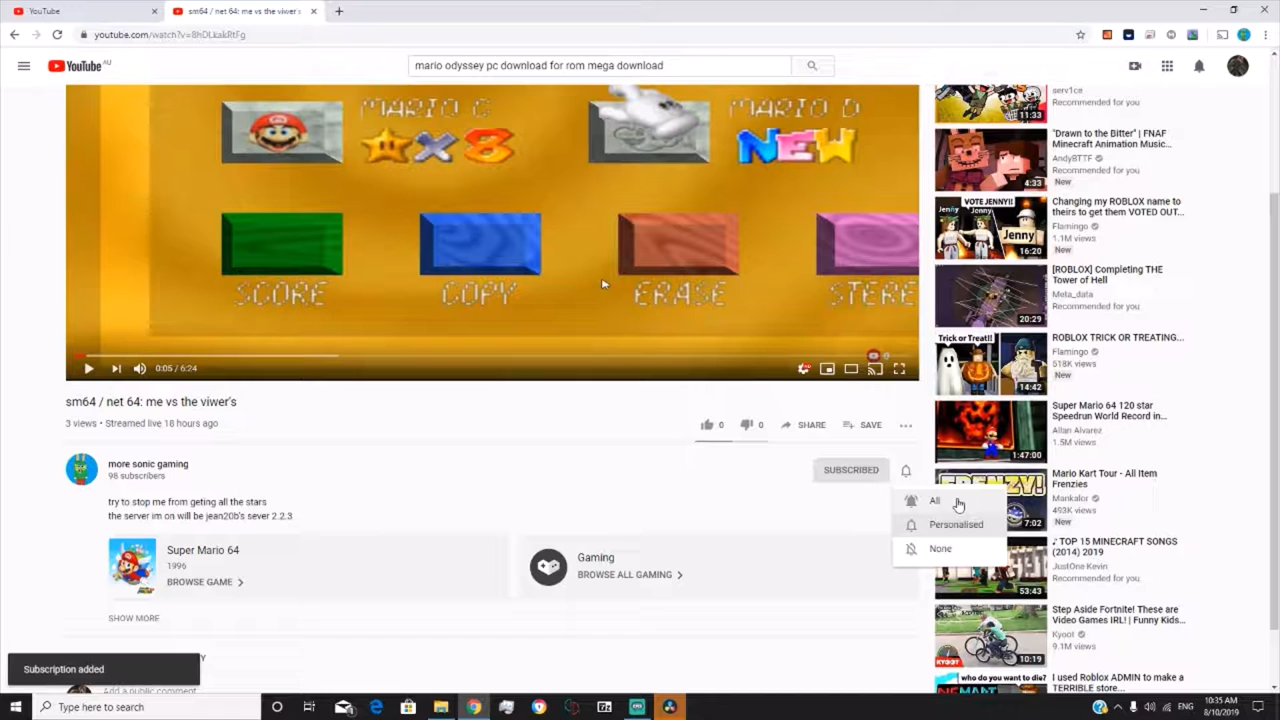 YouTube
sm64 / net 64: me vs the viwer's
youtube.com/watch?v=8hDLkakRtFg
YouTube AU
mario odyssey pc download for rom mega download
MARIO C
MARIO D
NEW
SCORE
COPY
ERASE
STERE
0:05 / 6:24
sm64 / net 64: me vs the viwer's
3 views • Streamed live 18 hours ago
0
0
SHARE
SAVE
more sonic gaming
98 subscribers
SUBSCRIBED
try to stop me from geting all the stars
the server im on will be jean20b's sever 2.2.3
All
Personalised
None
Super Mario 64
1996
BROWSE GAME
Gaming
BROWSE ALL GAMING
SHOW MORE
Subscription added
Add a public comment
serv1ce
Recommended for you
11:33
"Drawn to the Bitter" | FNAF
Minecraft Animation Music...
AndyBTTF
Recommended for you
New
4:33
VOTE JENNY!!
Jenny
Jenny
Jenny
16:20
Changing my ROBLOX name to
theirs to get them VOTED OUT...
Flamingo
1.1M views
New
[ROBLOX] Completing THE
Tower of Hell
Meta_data
Recommended for you
20:29
Trick or Treat!!
14:42
ROBLOX TRICK OR TREATING...
Flamingo
518K views
New
Super Mario 64 120 star
Speedrun World Record in...
Allan Alvarez
1.5M views
1:47:00
FRENZY!
7:02
Mario Kart Tour - All Item
Frenzies
Mankalor
493K views
New
♪ TOP 15 MINECRAFT SONGS
(2014) 2019
JustOne Kevin
Recommended for you
53:43
Step Aside Fortnite! These are
Video Games IRL! | Funny Kids...
Kyoot
9.1M views
KYOOT
10:19
who do you want to die?
I used Roblox ADMIN to make a
TERRIBLE store...
Type here to search
ENG
10:35 AM
8/10/2019